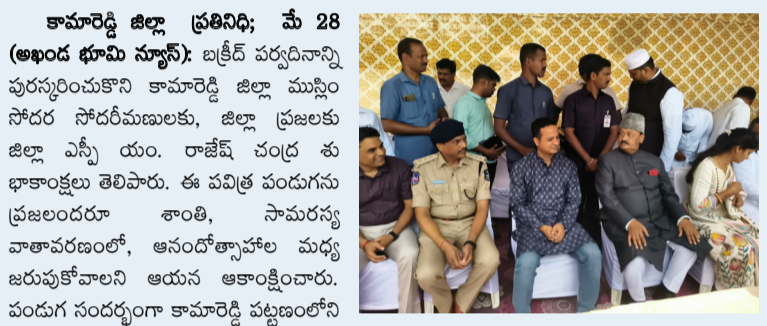 కామారెడ్డి జిల్లా ప్రతినిధి; మే 28
(అఖండ భూమి న్యూస్): బక్రీద్ పర్వదినాన్ని
పురస్కరించుకొని కామారెడ్డి జిల్లా ముస్లిం
సోదర సోదరీమణులకు, జిల్లా ప్రజలకు
జిల్లా ఎస్పీ యం. రాజేష్ చంద్ర శు
భాకాంక్షలు తెలిపారు. ఈ పవిత్ర పండుగను
ప్రజలందరూ శాంతి, సామరస్య
వాతావరణంలో, ఆనందోత్సాహాల మధ్య
జరుపుకోవాలని ఆయన ఆకాంక్షించారు.
పండుగ సందర్భంగా కామారెడ్డి పట్టణంలోని